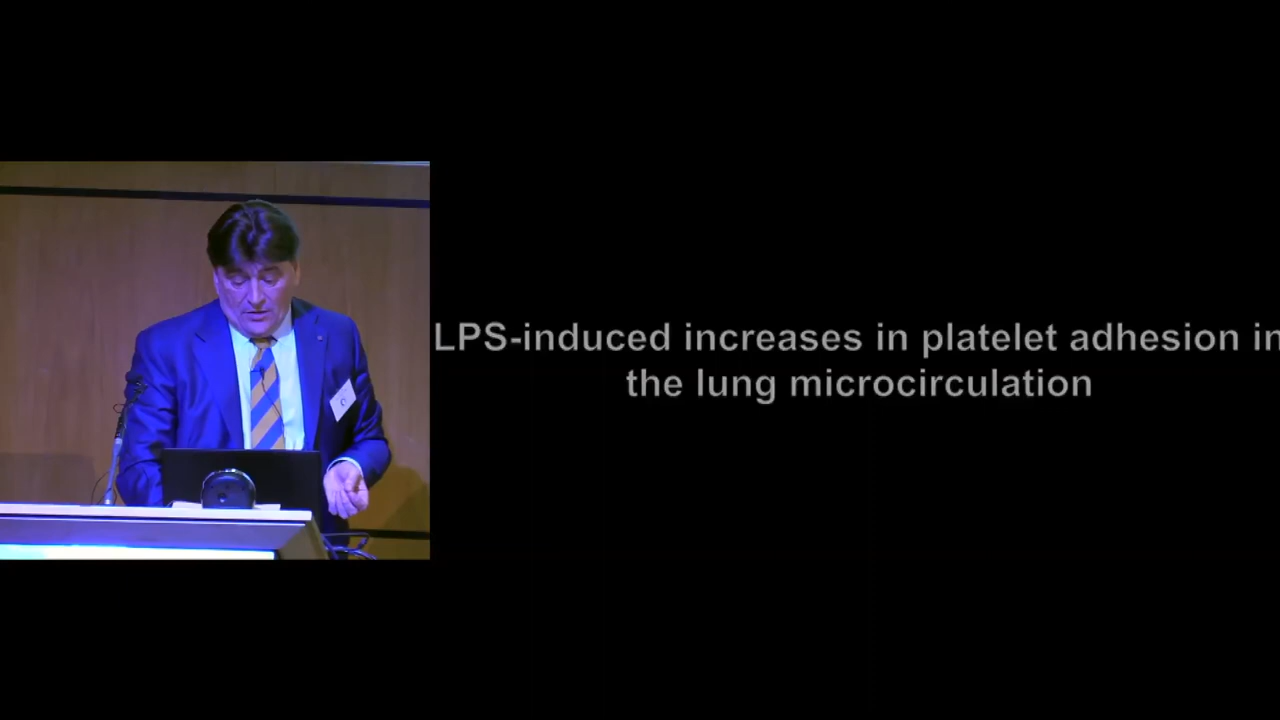 LPS-induced increases in platelet adhesion in
the lung microcirculation